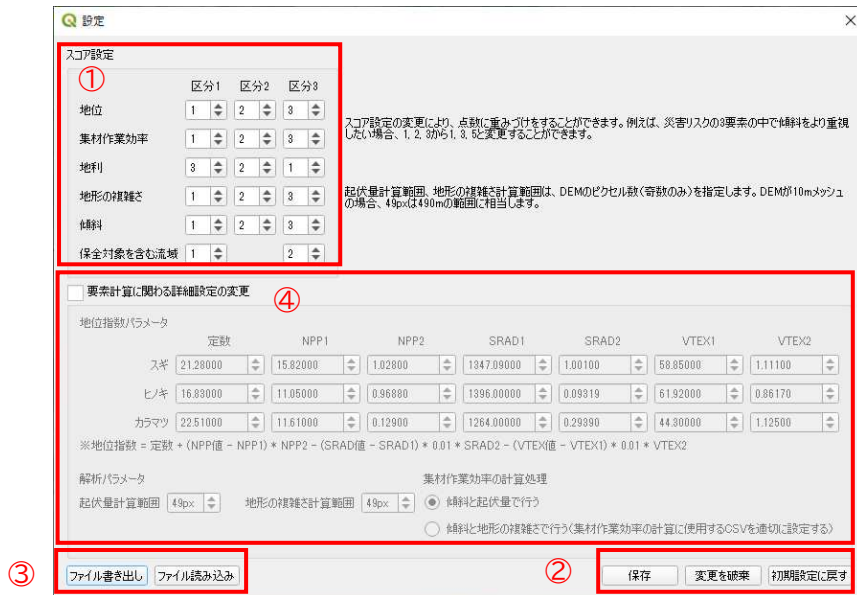 設定
スコア設定
①
区分1 区分2 区分3
地位 1 2 3
集材作業効率 1 2 3
地利 3 2 1
地形の複雑さ 1 2 3
傾斜 1 2 3
保全対象を含む流域 1 2
スコア設定の変更により、点数に重みづけをすることができます。例えば、災害リスクの3要素の中で傾斜をより重視
したい場合、1, 2, 3から1, 3, 5と変更することができます。
起伏量計算範囲、地形の複雑さ計算範囲は、DEMのピクセル数(奇数のみ)を指定します。DEMが10mメッシュ
の場合、49pxは490mの範囲に相当します。
要素計算に関わる詳細設定の変更
④
地位指数パラメータ
定数 NPP1 NPP2 SRAD1 SRAD2 VTEX1 VTEX2
スギ 21.28000 15.82000 1.02800 1347.09000 1.00100 58.85000 1.11100
ヒノキ 16.83000 11.05000 0.96880 1396.00000 0.09319 61.92000 0.86170
カラマツ 22.51000 11.61000 0.12900 1264.00000 0.29390 44.30000 1.12500
※地位指数 = 定数 + (NPP値 - NPP1) * NPP2 - (SRAD値 - SRAD1) * 0.01 * SRAD2 - (VTEX値 - VTEX1) * 0.01 * VTEX2
解析パラメータ 集材作業効率の計算処理
起伏量計算範囲 49px 地形の複雑さ計算範囲 49px 傾斜と起伏量で行う
傾斜と地形の複雑さで行う(集材作業効率の計算に使用するCSVを適切に設定する)
③ ファイル書き出し ファイル読み込み ② 保存 変更を破棄 初期設定に戻す